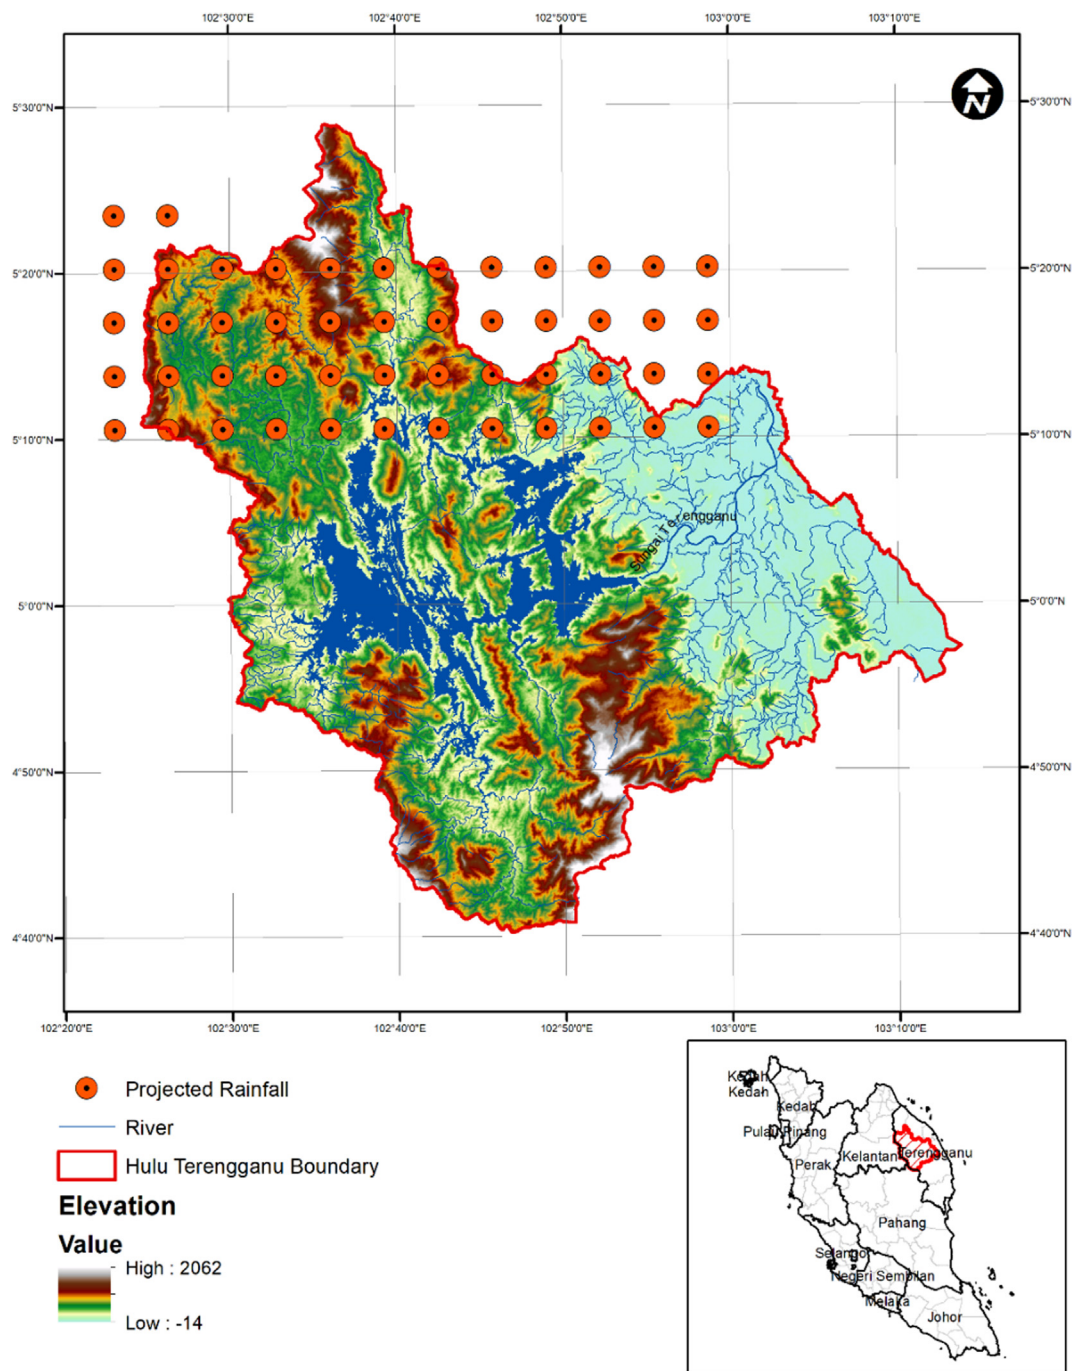 102°30'0"E 102°40'0"E 102°50'0"E 103°0'0"E 103°10'0"E
N
5°30'0"N 5°30'0"N
5°20'0"N 5°20'0"N
5°10'0"N 5°10'0"N
Sungai Terengganu
5°0'0"N 5°0'0"N
4°50'0"N 4°50'0"N
4°40'0"N 4°40'0"N
102°20'0"E 102°30'0"E 102°40'0"E 102°50'0"E 103°0'0"E 103°10'0"E
Projected Rainfall
River
Hulu Terengganu Boundary
Elevation
Value
High : 2062
Low : -14
Kedah
Kedah
Kedah
Pulau Pinang
Perak
Kelantan
Terengganu
Pahang
Selangor
Negeri Sembilan
Melaka
Johor